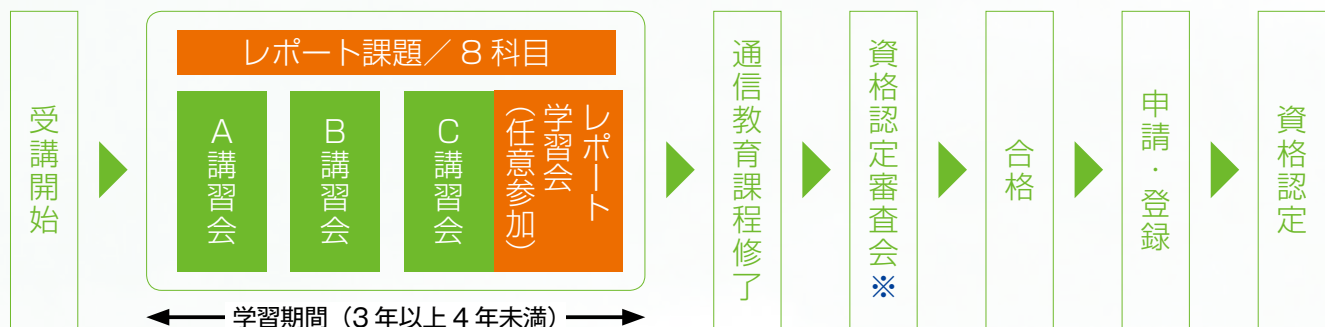 受講開始
レポート課題／8科目
A講習会
B講習会
C講習会
レポート
学習会
（任意参加）
学習期間（3年以上4年未満）
通信教育課程修了
資格認定審査会※
合格
申請・登録
資格認定